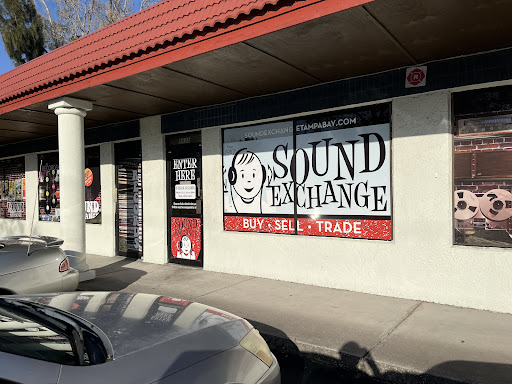 SOUNDEXCHANGETAMPABAY.COM
SOUND
EXCHANGE
BUY • SELL • TRADE
ENTER
HERE